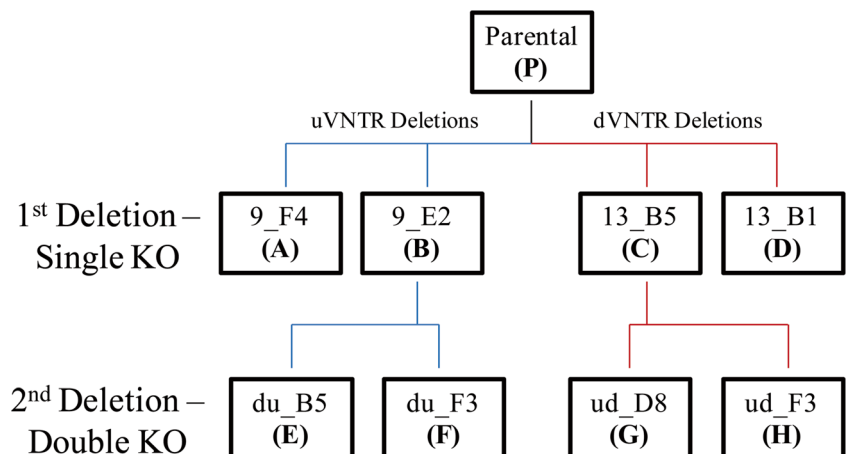 Parental
(P)
uVNTR Deletions
dVNTR Deletions
1st Deletion –
Single KO
9_F4
(A)
9_E2
(B)
13_B5
(C)
13_B1
(D)
2nd Deletion –
Double KO
du_B5
(E)
du_F3
(F)
ud_D8
(G)
ud_F3
(H)